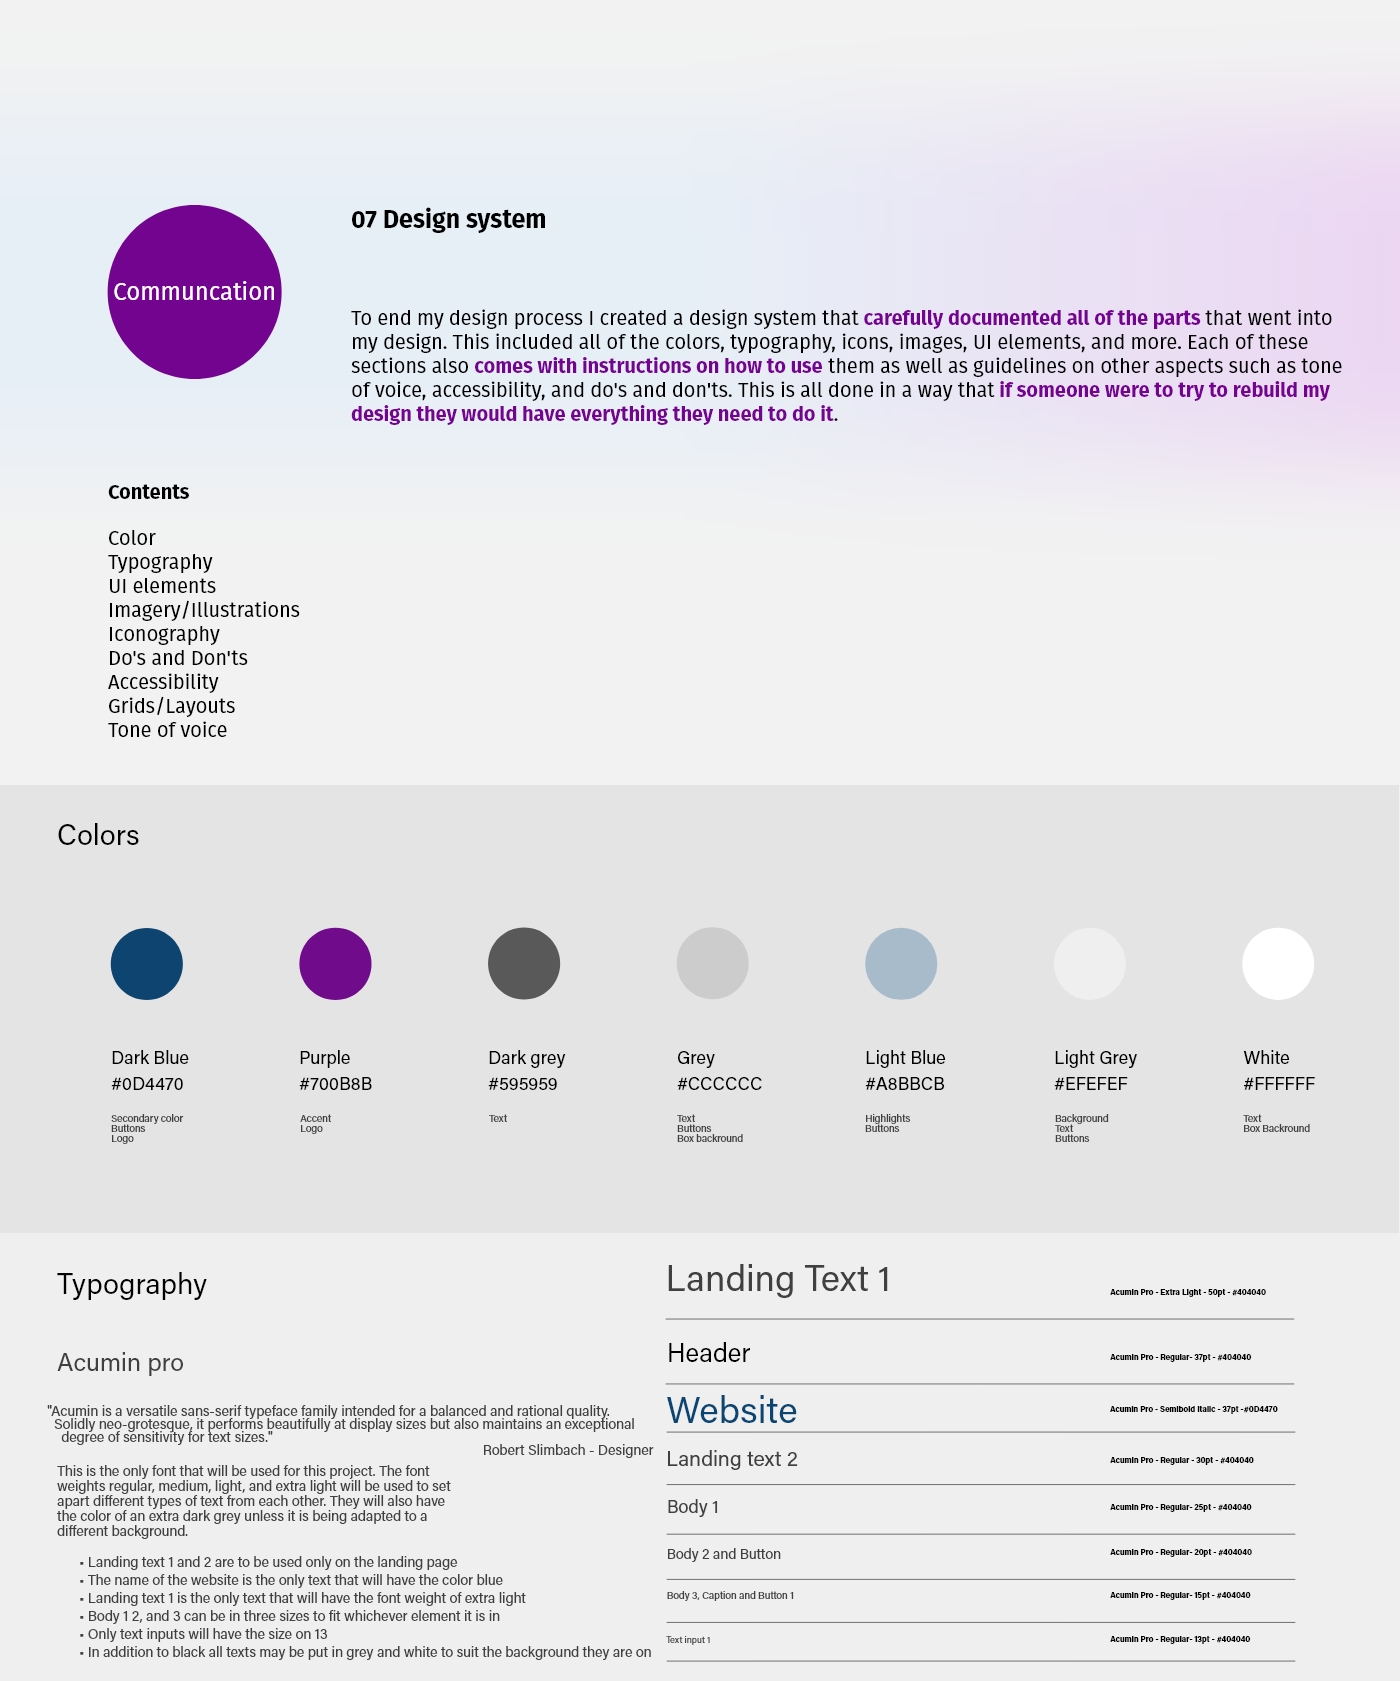 Communcation
07 Design system
To end my design process I created a design system that carefully documented all of the parts that went into
my design. This included all of the colors, typography, icons, images, UI elements, and more. Each of these
sections also comes with instructions on how to use them as well as guidelines on other aspects such as tone
of voice, accessibility, and do's and don'ts. This is all done in a way that if someone were to try to rebuild my
design they would have everything they need to do it.
Contents
Color
Typography
UI elements
Imagery/Illustrations
Iconography
Do's and Don'ts
Accessibility
Grids/Layouts
Tone of voice
Colors
Dark Blue
#0D4470
Secondary color
Buttons
Logo
Purple
#700B8B
Accent
Logo
Dark grey
#595959
Text
Grey
#CCCCCC
Text
Buttons
Box backround
Light Blue
#A8BBCB
Highlights
Buttons
Light Grey
#EFEFEF
Background
Text
Buttons
White
#FFFFFF
Text
Box Backround
Typography
Acumin pro
"Acumin is a versatile sans-serif typeface family intended for a balanced and rational quality.
Solidly neo-grotesque, it performs beautifully at display sizes but also maintains an exceptional
degree of sensitivity for text sizes."
Robert Slimbach - Designer
This is the only font that will be used for this project. The font
weights regular, medium, light, and extra light will be used to set
apart different types of text from each other. They will also have
the color of an extra dark grey unless it is being adapted to a
different background.
• Landing text 1 and 2 are to be used only on the landing page
• The name of the website is the only text that will have the color blue
• Landing text 1 is the only text that will have the font weight of extra light
• Body 1 2, and 3 can be in three sizes to fit whichever element it is in
• Only text inputs will have the size on 13
• In addition to black all texts may be put in grey and white to suit the background they are on
Landing Text 1
Acumin Pro - Extra Light - 50pt - #404040
Header
Acumin Pro - Regular- 37pt - #404040
Website
Acumin Pro - Semibold Italic - 37pt -#0D4470
Landing text 2
Acumin Pro - Regular - 30pt - #404040
Body 1
Acumin Pro - Regular- 25pt - #404040
Body 2 and Button
Acumin Pro - Regular- 20pt - #404040
Body 3, Caption and Button 1
Acumin Pro - Regular- 15pt - #404040
Text input 1
Acumin Pro - Regular- 13pt - #404040